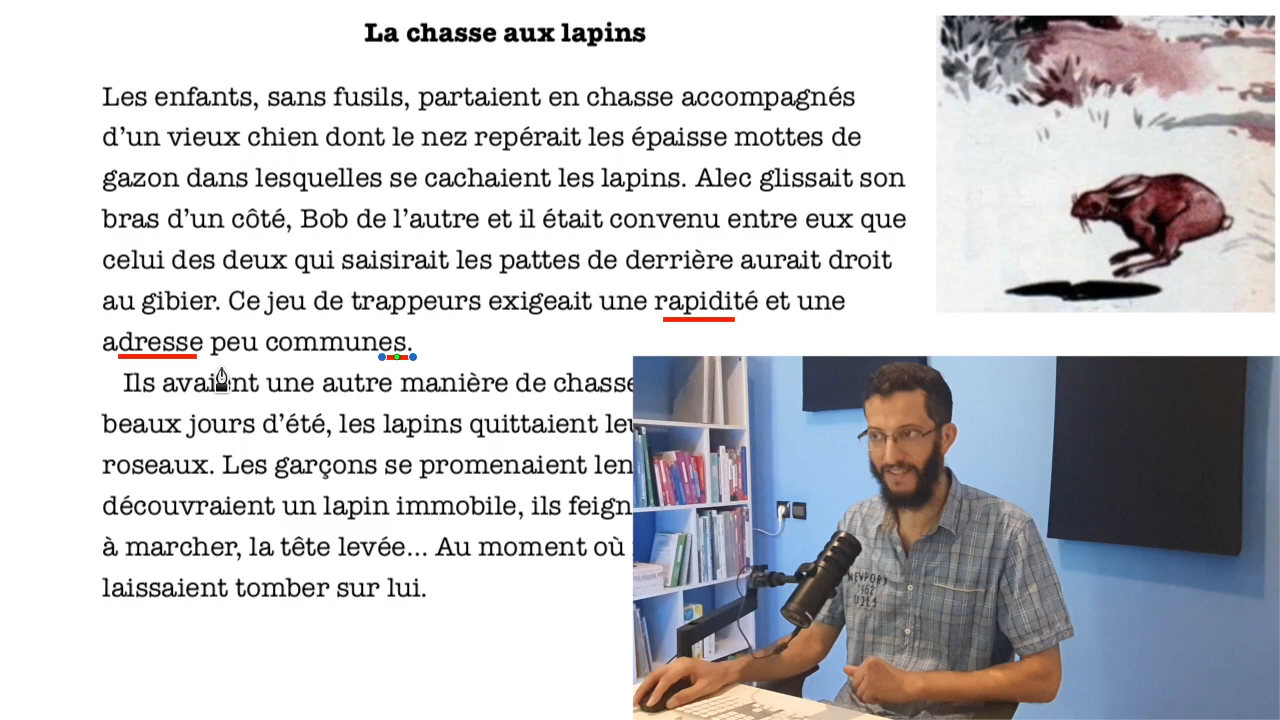 La chasse aux lapins
Les enfants, sans fusils, partaient en chasse accompagnés
d’un vieux chien dont le nez repérait les épaisse mottes de
gazon dans lesquelles se cachaient les lapins. Alec glissait son
bras d’un côté, Bob de l’autre et il était convenu entre eux que
celui des deux qui saisirait les pattes de derrière aurait droit
au gibier. Ce jeu de trappeurs exigeait une rapidité et une
adresse peu communes.
Ils avaient une autre manière de chasse
beaux jours d’été, les lapins quittaient
roseaux. Les garçons se promenaient
découvraient un lapin immobile, ils
à marcher, la tête levée... Au moment où
laissaient tomber sur lui.
NEWPORT
1962